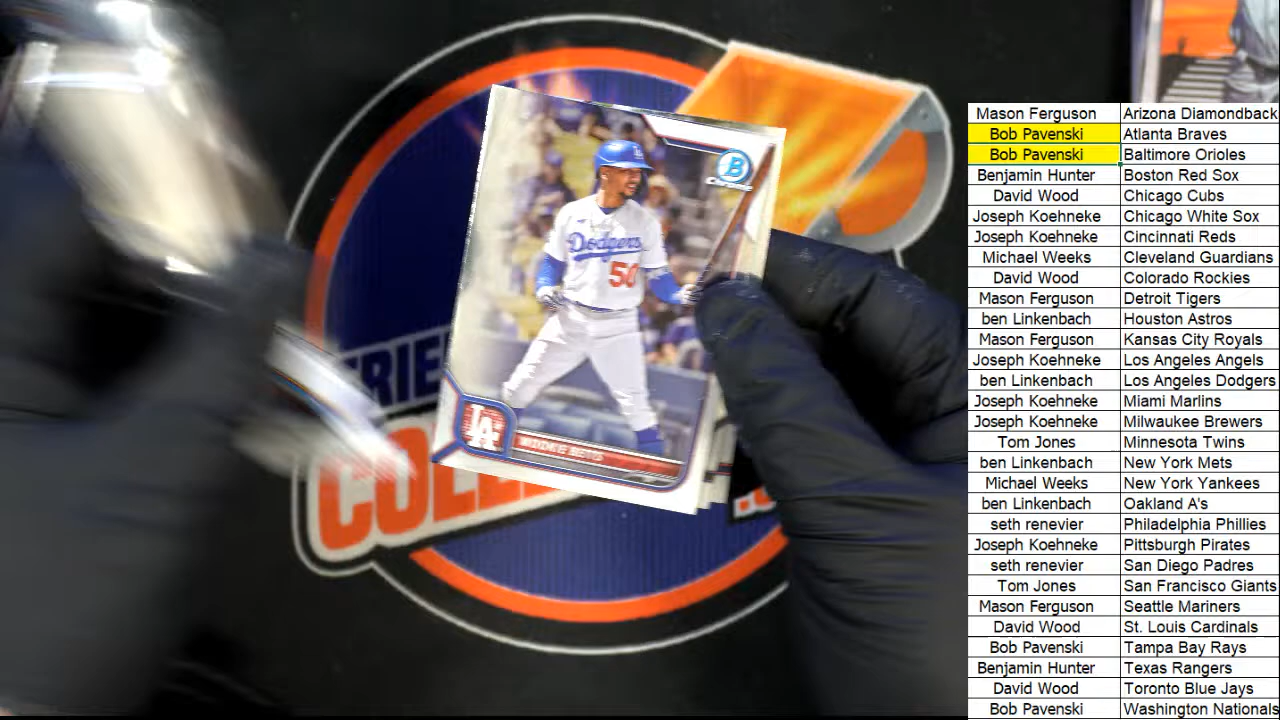 B
Chrome
Dodgers
50
LA
MOOKIE BETTS
FRIE
COLLE
Mason Ferguson Arizona Diamondback
Bob Pavenski Atlanta Braves
Bob Pavenski Baltimore Orioles
Benjamin Hunter Boston Red Sox
David Wood Chicago Cubs
Joseph Koehneke Chicago White Sox
Joseph Koehneke Cincinnati Reds
Michael Weeks Cleveland Guardians
David Wood Colorado Rockies
Mason Ferguson Detroit Tigers
ben Linkenbach Houston Astros
Mason Ferguson Kansas City Royals
Joseph Koehneke Los Angeles Angels
ben Linkenbach Los Angeles Dodgers
Joseph Koehneke Miami Marlins
Joseph Koehneke Milwaukee Brewers
Tom Jones Minnesota Twins
ben Linkenbach New York Mets
Michael Weeks New York Yankees
ben Linkenbach Oakland A's
seth renevier Philadelphia Phillies
Joseph Koehneke Pittsburgh Pirates
seth renevier San Diego Padres
Tom Jones San Francisco Giants
Mason Ferguson Seattle Mariners
David Wood St. Louis Cardinals
Bob Pavenski Tampa Bay Rays
Benjamin Hunter Texas Rangers
David Wood Toronto Blue Jays
Bob Pavenski Washington Nationals